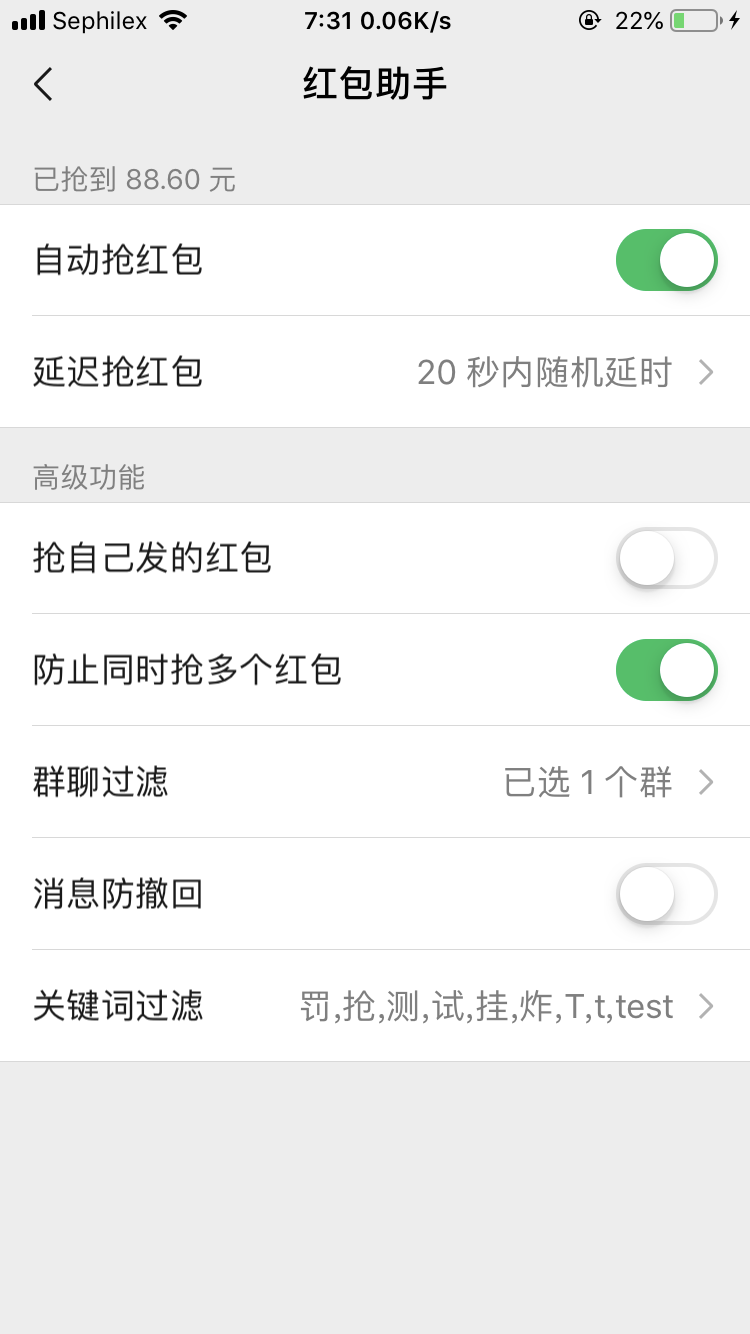 Sephilex 7:31 0.06K/s 22%
红包助手
已抢到 88.60 元
自动抢红包
延迟抢红包 20 秒内随机延时
高级功能
抢自己发的红包
防止同时抢多个红包
群聊过滤 已选 1 个群
消息防撤回
关键词过滤 罚,抢,测,试,挂,炸,T,t,test